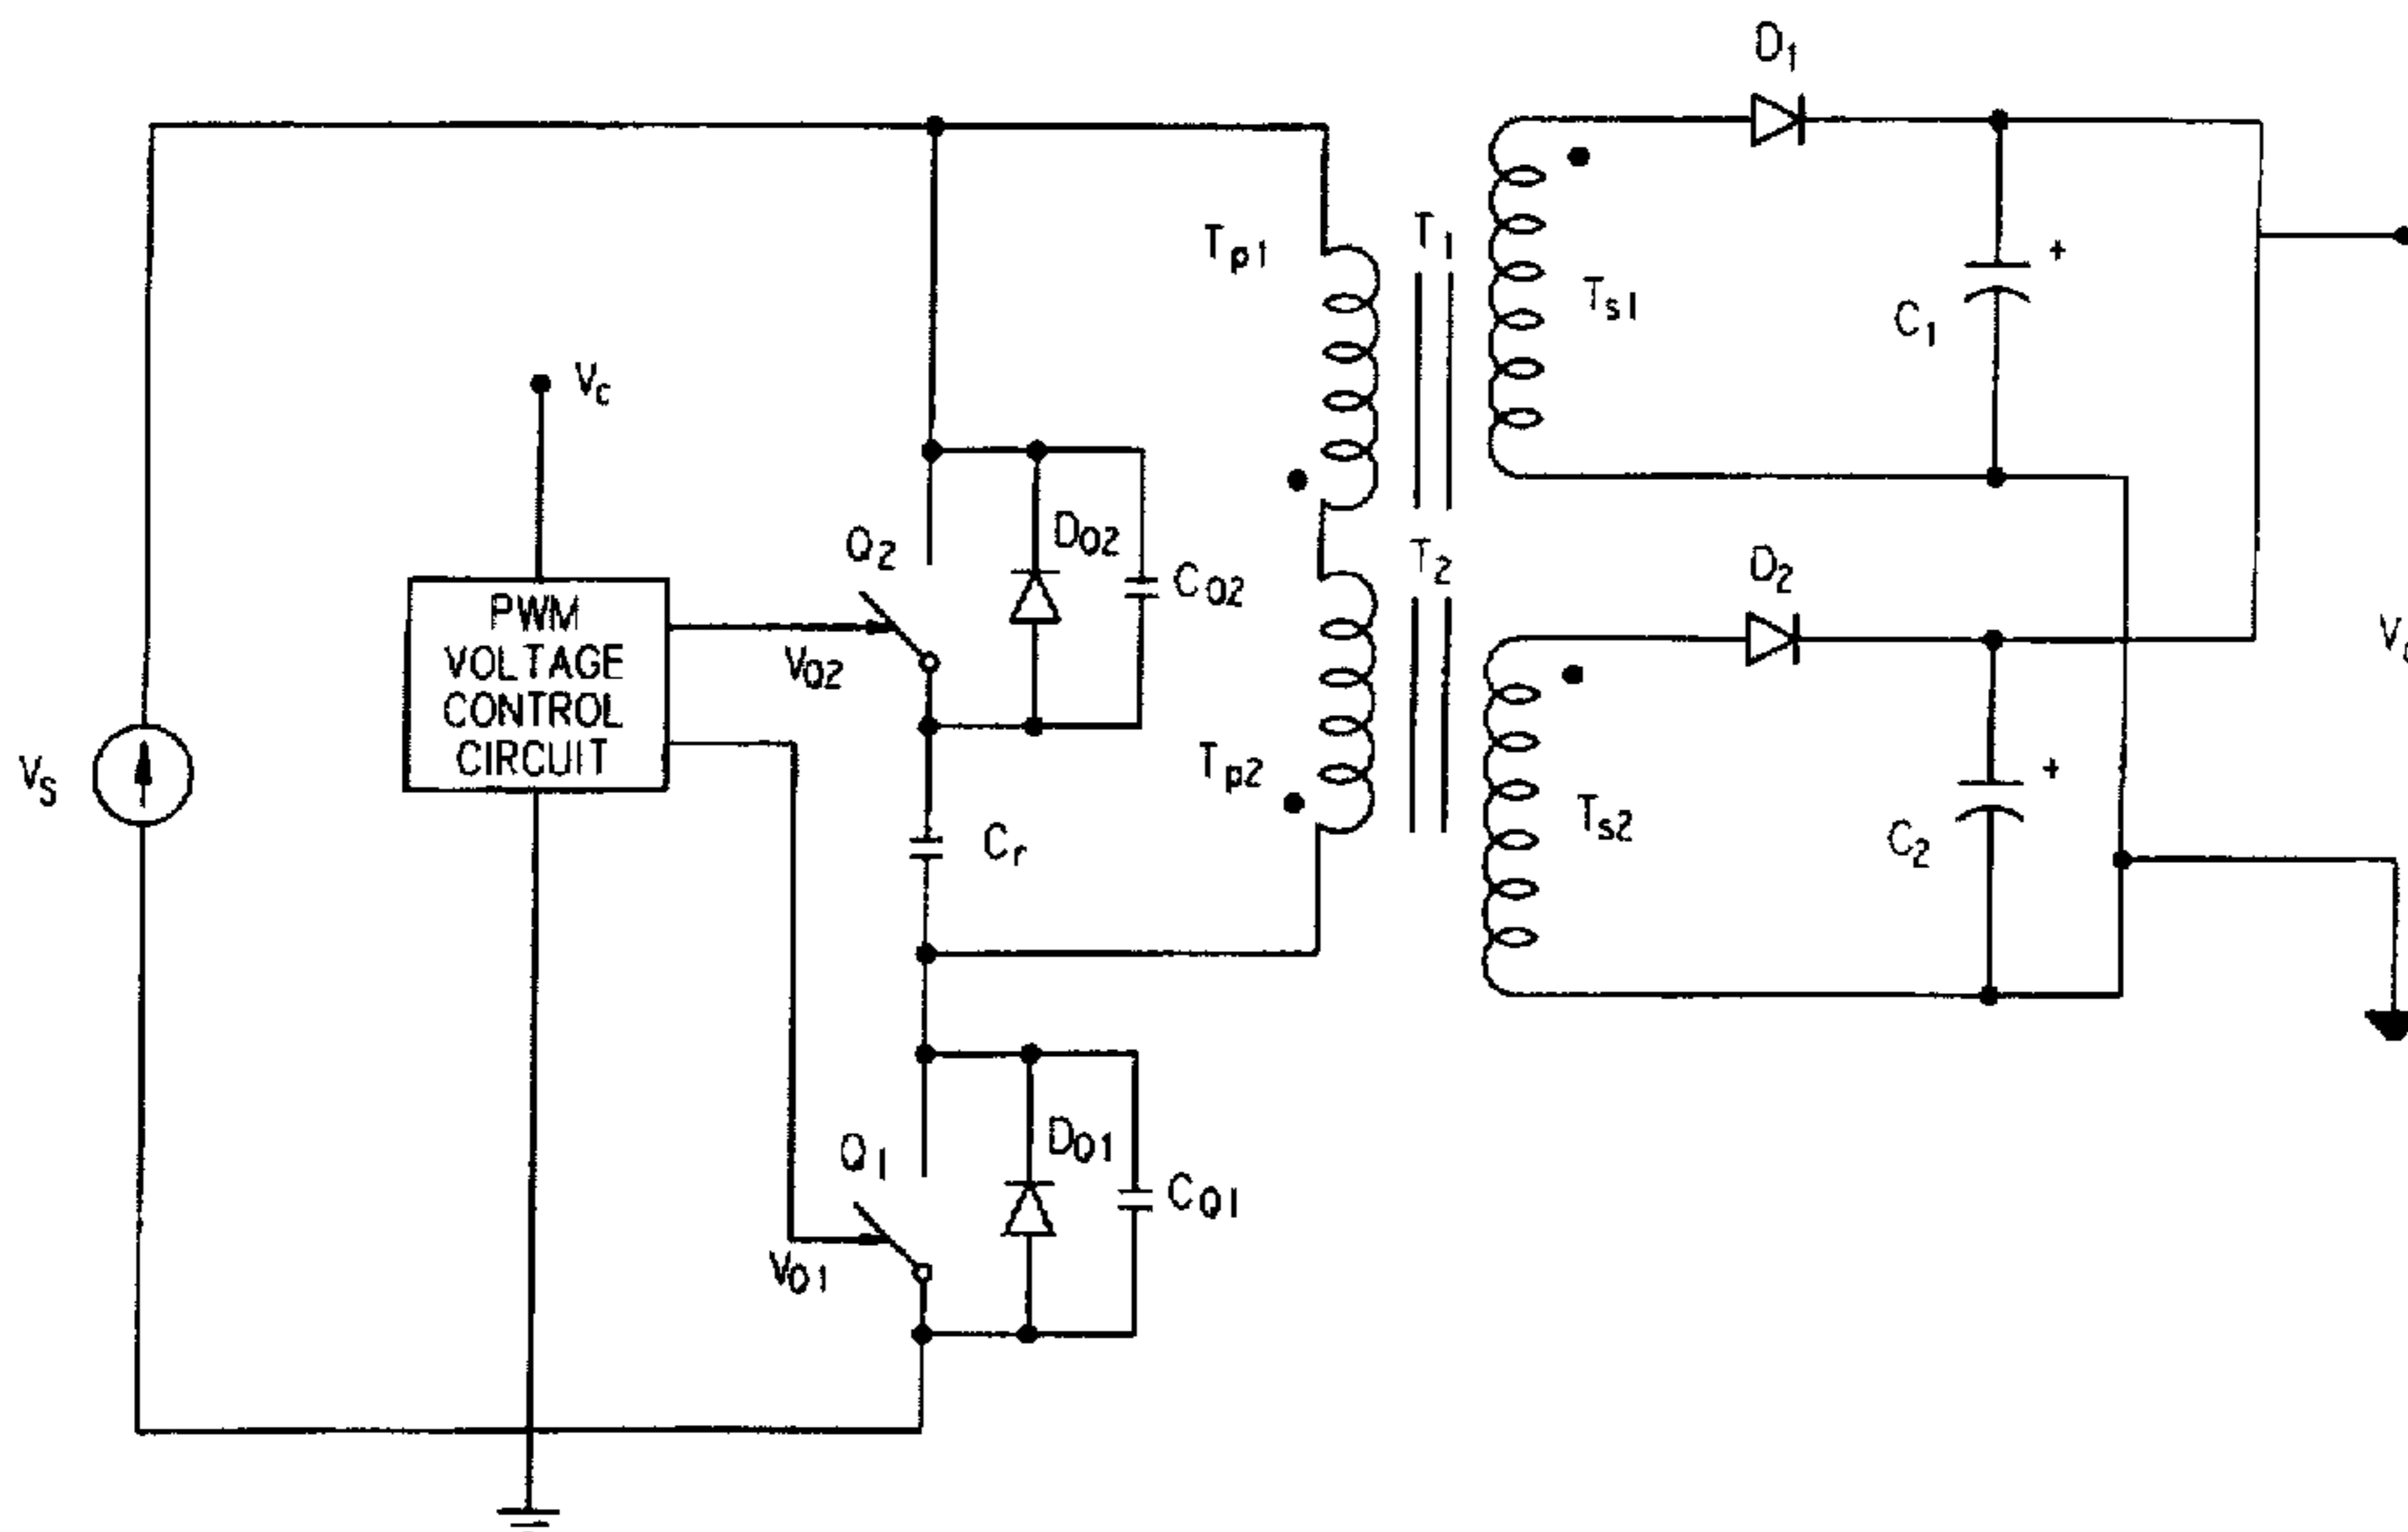 D1
Tp1
T1
Ts1
C1
+
Vc
Q2
DQ2
CQ2
T2
D2
PWM
VOLTAGE
CONTROL
CIRCUIT
VQ2
VS
Tp2
Ts2
C2
+
Cr
Q1
DQ1
CQ1
VQ1